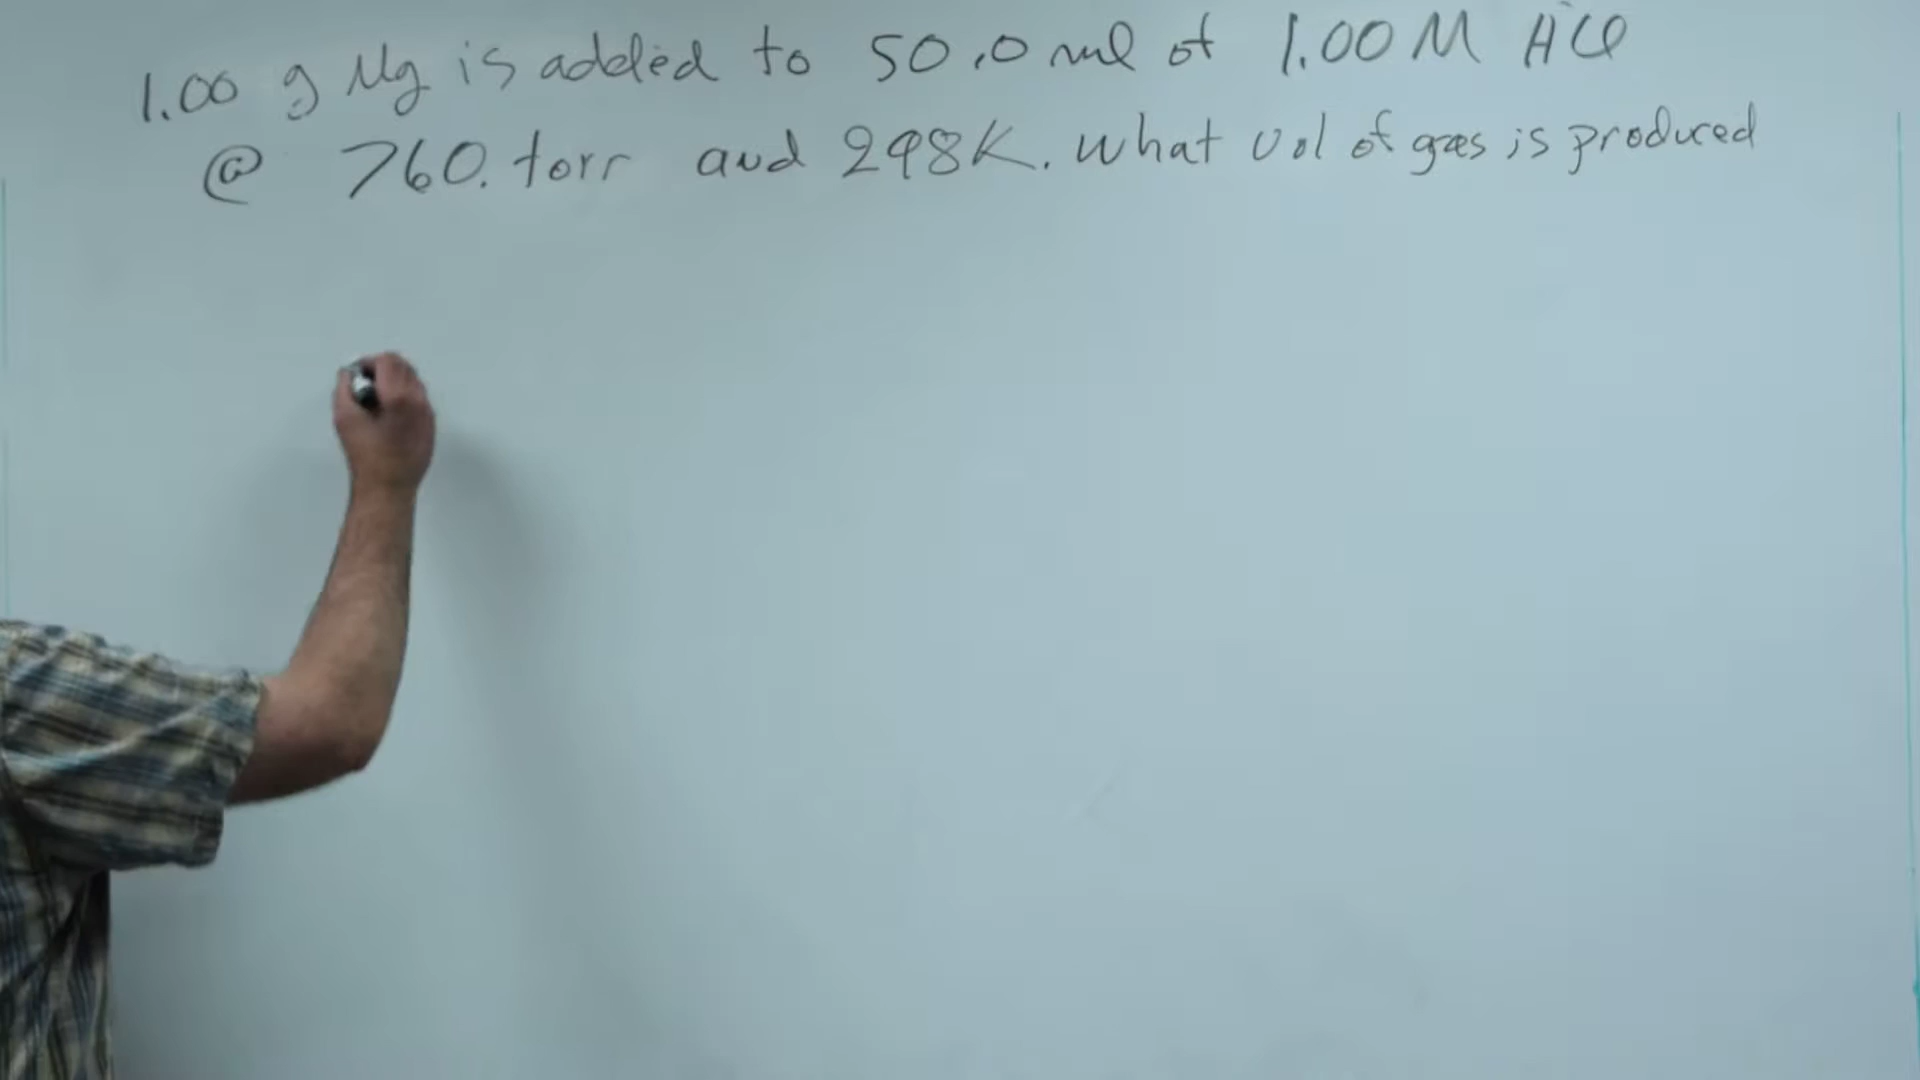 1.00 g Mg is added to 50.0 ml of 1.00 M HCl
@ 760. torr and 298K. What vol of gas is produced